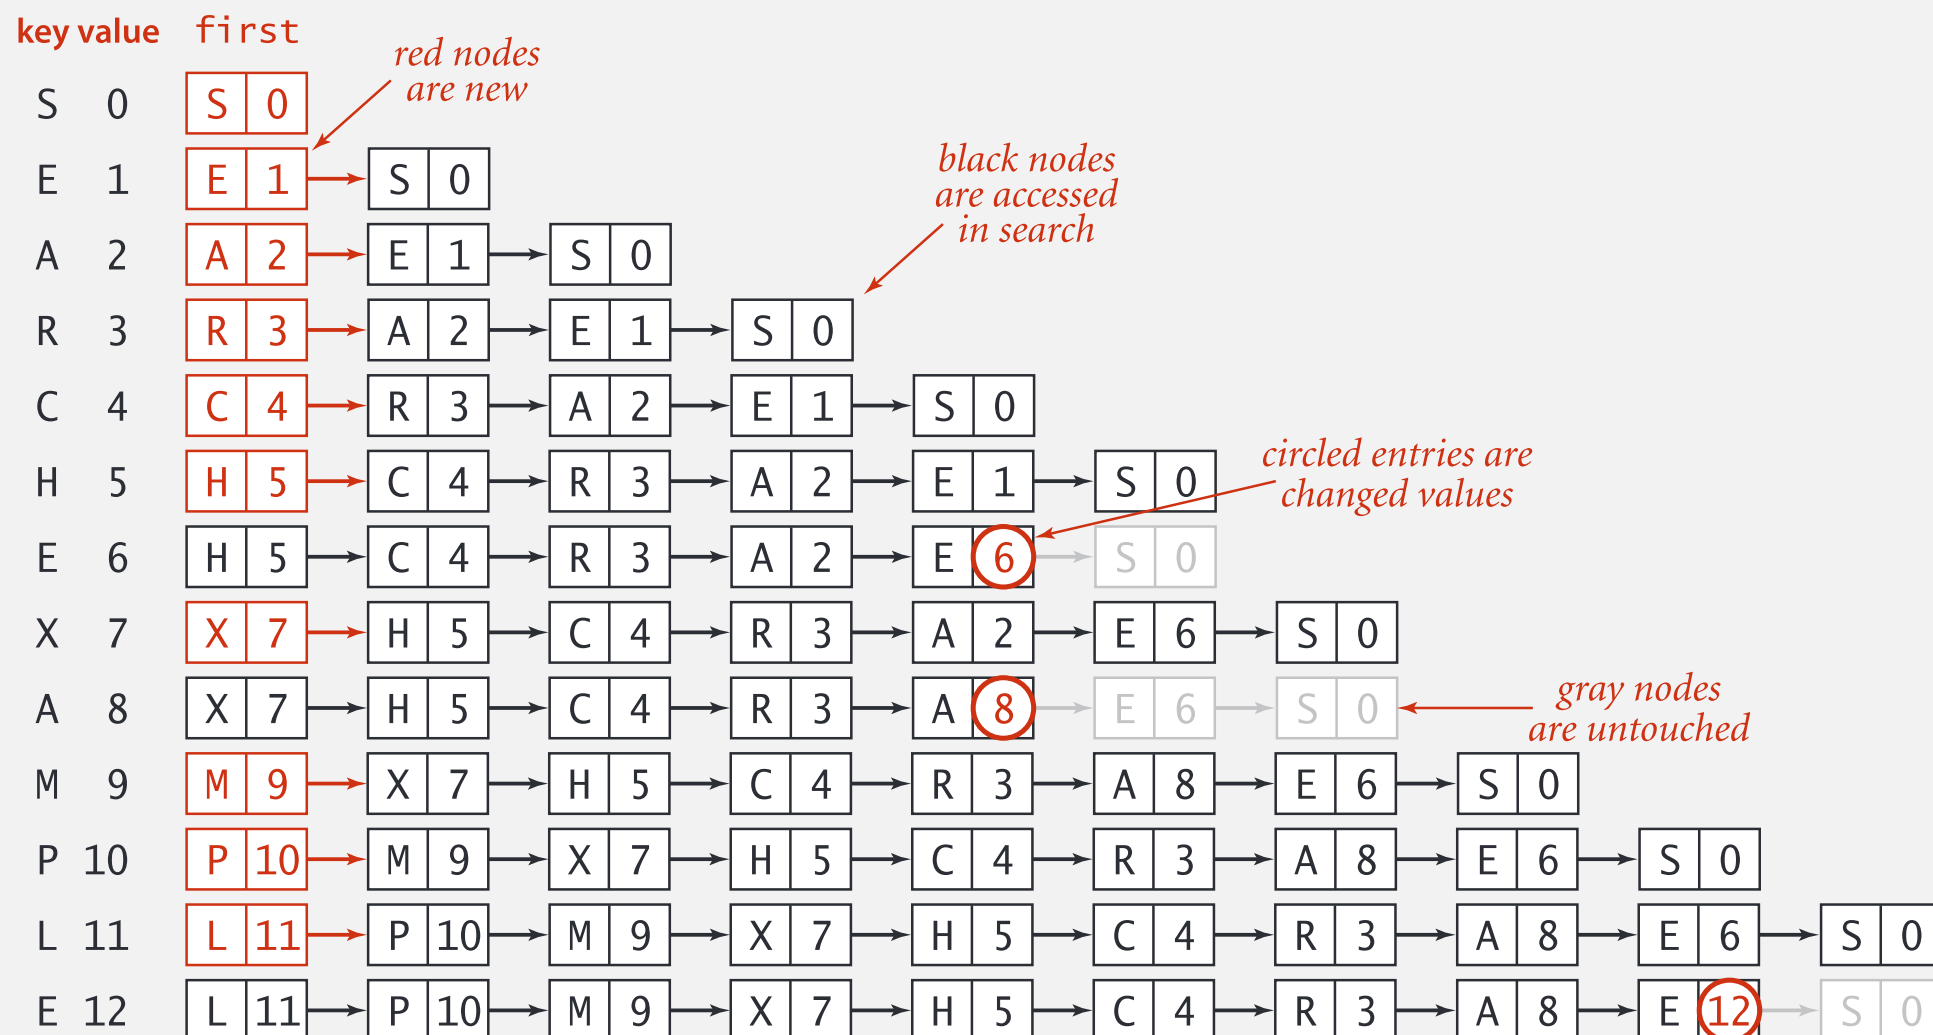 key value first
red nodes
are new
S 0 S 0
E 1 E 1 S 0
black nodes
are accessed
in search
A 2 A 2 E 1 S 0
R 3 R 3 A 2 E 1 S 0
C 4 C 4 R 3 A 2 E 1 S 0
circled entries are
changed values
H 5 H 5 C 4 R 3 A 2 E 1 S 0
E 6 H 5 C 4 R 3 A 2 E 6 S 0
X 7 X 7 H 5 C 4 R 3 A 2 E 6 S 0
gray nodes
are untouched
A 8 X 7 H 5 C 4 R 3 A 8 E 6 S 0
M 9 M 9 X 7 H 5 C 4 R 3 A 8 E 6 S 0
P 10 P 10 M 9 X 7 H 5 C 4 R 3 A 8 E 6 S 0
L 11 L 11 P 10 M 9 X 7 H 5 C 4 R 3 A 8 E 6 S 0
E 12 L 11 P 10 M 9 X 7 H 5 C 4 R 3 A 8 E 12 S 0